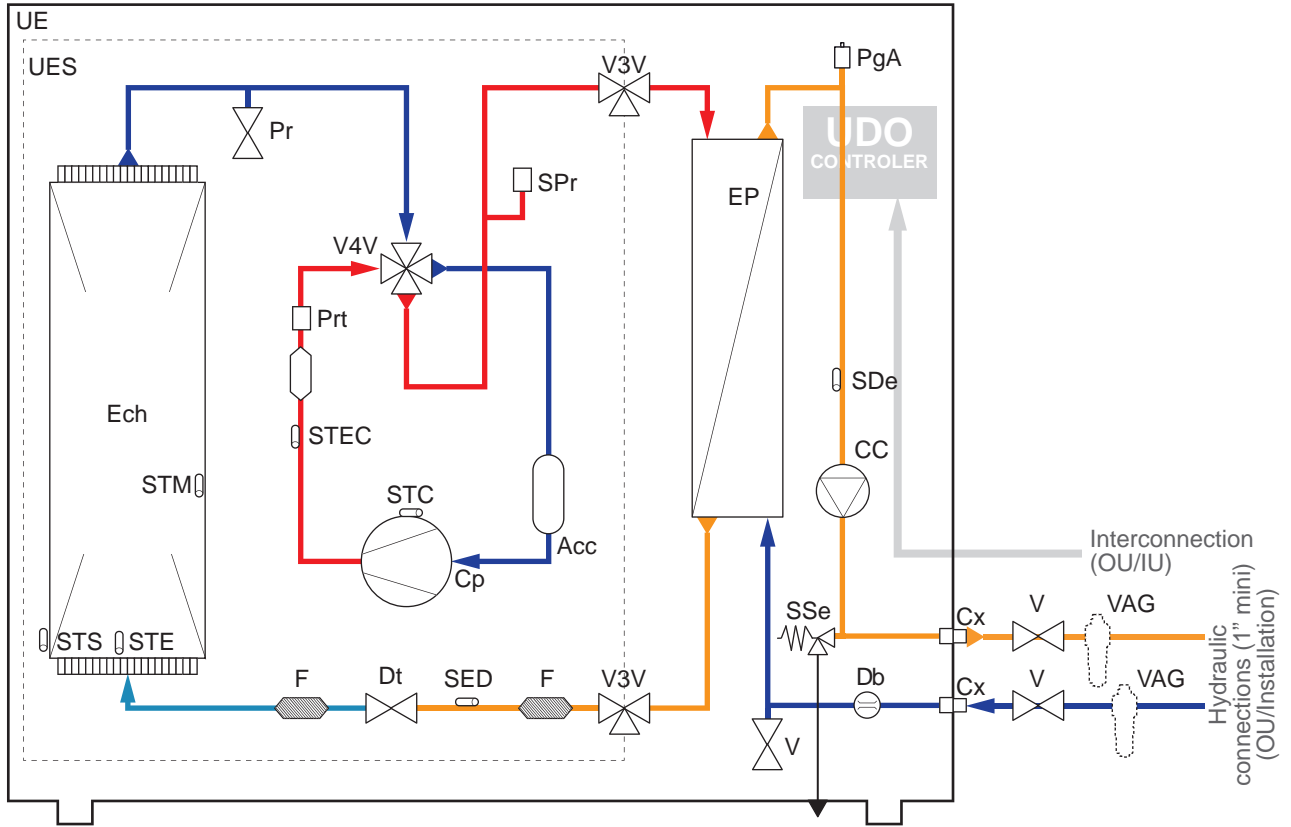 UE
UES
V3V
PgA
UDO
CONTROLER
Pr
SPr
EP
V4V
Prt
SDe
Ech
STEC
CC
STM
STC
Acc
Cp
Interconnection
(OU/IU)
SSe
Cx
V
VAG
STS
STE
F
Dt
SED
F
V3V
Db
Cx
V
VAG
V
Hydraulic
connections (1” mini)
(OU/Installation)